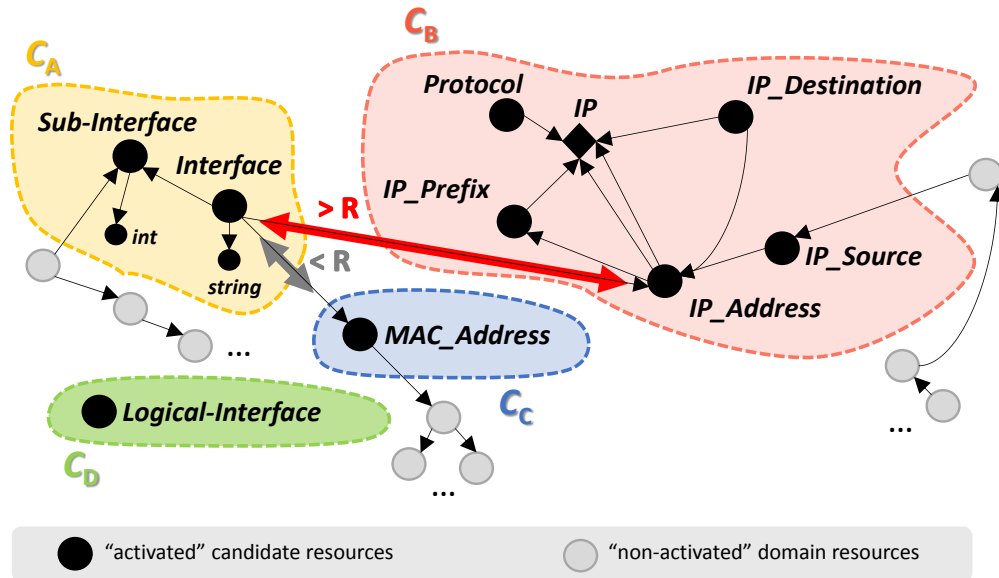 C_A
C_B
Protocol
IP
IP_Destination
Sub-Interface
Interface
IP_Prefix
> R
int
< R
string
IP_Source
IP_Address
MAC_Address
...
Logical-Interface
C_C
...
C_D
...
“activated” candidate resources
“non-activated” domain resources